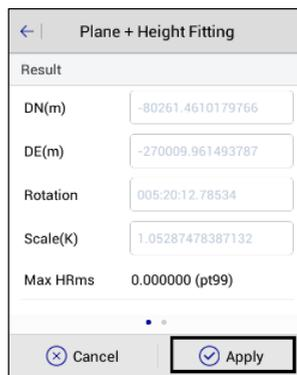 Plane + Height Fitting
Result
DN(m) -80261.4610179766
DE(m) -270009.961493787
Rotation 005:20:12.78534
Scale(K) 1.05287478387132
Max HRms 0.000000 (pt99)
Cancel Apply